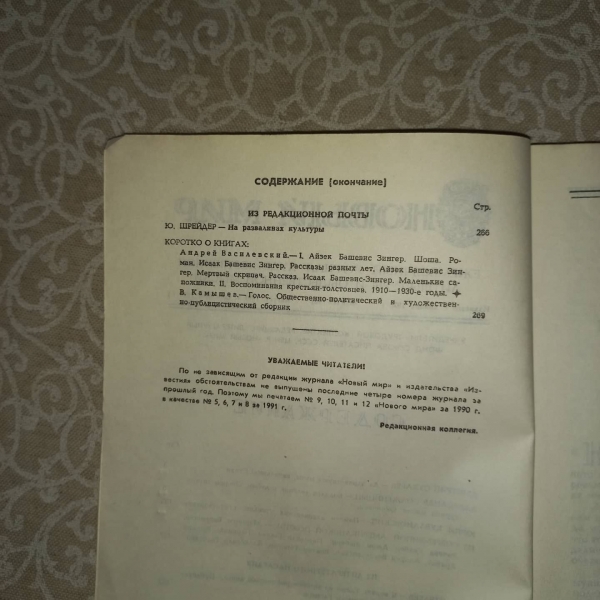 СОДЕРЖАНИЕ [окончание]
Стр.
ИЗ РЕДАКЦИОННОЙ ПОЧТЫ
Ю. ШРЕЙДЕР — На развалинах культуры 266
КОРОТКО О КНИГАХ:
Андрей Василевский.— I. Айзек Башевис Зингер. Шоша. Ро-
ман. Исаак Башевис Зингер. Рассказы разных лет, Айзек Башевис Зин-
гер. Мертвый скрипач. Рассказ. Исаак Башевис-Зингер. Маленькие са-
пожники. II. Воспоминания крестьян-толстовцев. 1910—1930-е годы. ✦
В. Камышев.— Голос. Общественно-политический и художествен-
но-публицистический сборник 269
УВАЖАЕМЫЕ ЧИТАТЕЛИ!
По не зависящим от редакции журнала «Новый мир» и издательства «Из-
вестия» обстоятельствам не выпущены последние четыре номера журнала за
прошлый год. Поэтому мы печатаем № 9, 10, 11 и 12 «Нового мира» за 1990 г.
в качестве № 5, 6, 7 и 8 за 1991 г.
Редакционная коллегия.